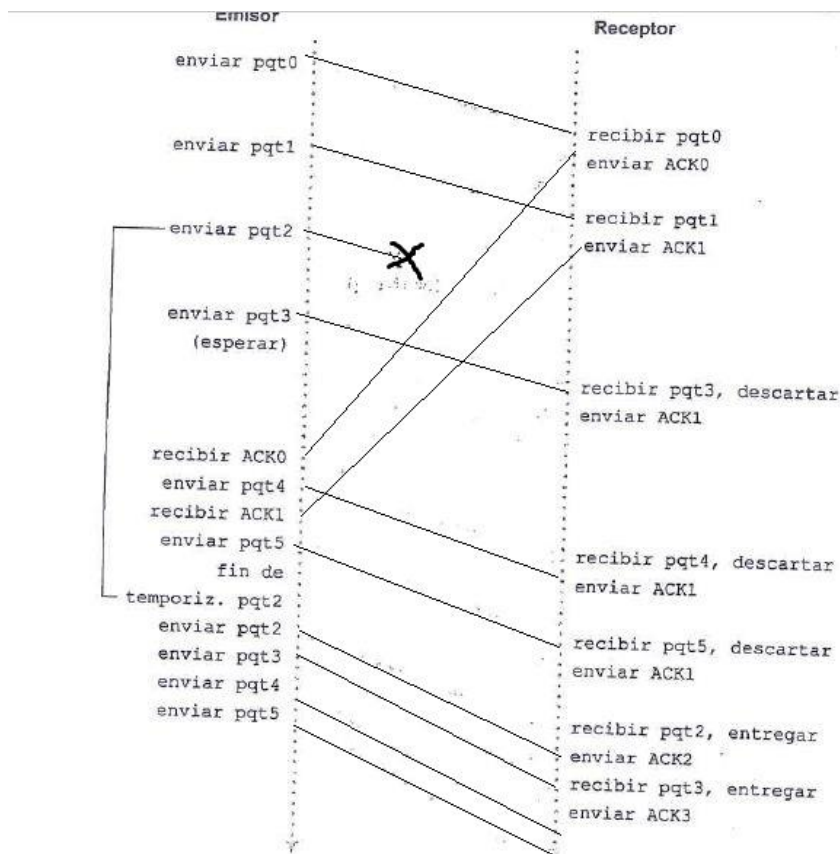 Emisor
Receptor
enviar pqt0
recibir pqt0
enviar ACK0
enviar pqt1
recibir pqt1
enviar ACK1
enviar pqt2
enviar pqt3
(esperar)
recibir pqt3, descartar
enviar ACK1
recibir ACK0
enviar pqt4
recibir ACK1
enviar pqt5
fin de
temporiz. pqt2
recibir pqt4, descartar
enviar ACK1
enviar pqt2
enviar pqt3
enviar pqt4
enviar pqt5
recibir pqt5, descartar
enviar ACK1
recibir pqt2, entregar
enviar ACK2
recibir pqt3, entregar
enviar ACK3